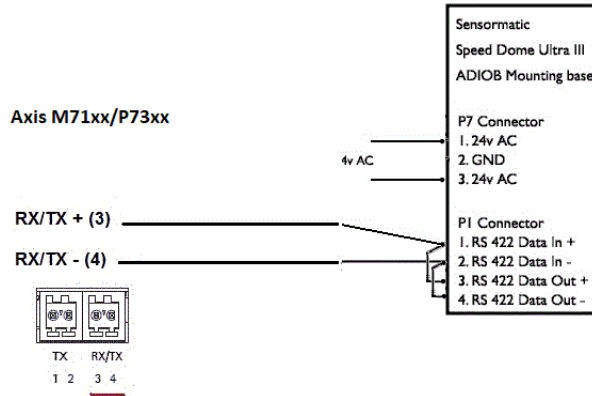 Sensormatic
Speed Dome Ultra III
ADIOB Mounting base
Axis M71xx/P73xx
P7 Connector
1. 24v AC
4v AC
2. GND
3. 24v AC
RX/TX + (3)
P1 Connector
1. RS 422 Data In +
RX/TX - (4)
2. RS 422 Data In -
3. RS 422 Data Out +
4. RS 422 Data Out -
TX RX/TX
1 2 3 4